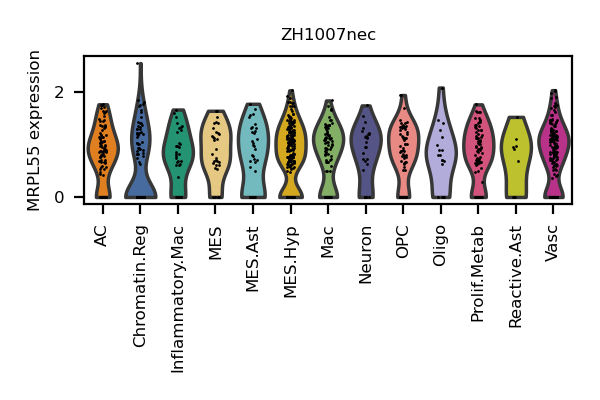 ZH1007nec
MRPL55 expression
2
0
AC
Chromatin.Reg
Inflammatory.Mac
MES
MES.Ast
MES.Hyp
Mac
Neuron
OPC
Oligo
Prolif.Metab
Reactive.Ast
Vasc